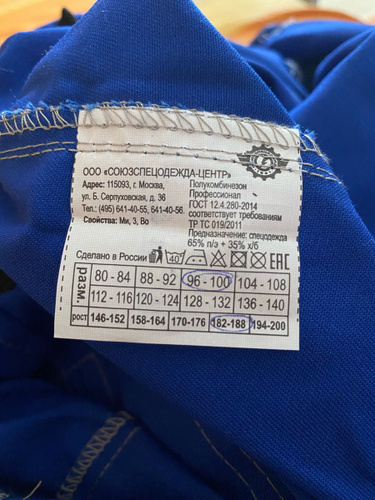 ООО «СОЮЗСПЕЦОДЕЖДА-ЦЕНТР»
Адрес: 115093, г. Москва,
ул. Б. Серпуховская, д. 36
Тел.: (495) 641-40-55, 641-40-56.
Свойства: Ми, З, Во
Полукомбинезон
Профессионал
ГОСТ 12.4.280-2014
соответствует требованиям
ТР ТС 019/2011
Предназначение: спецодежда
65% п/э + 35% х/б
Сделано в России 40 EAC
разм. 80 - 84 88 - 92 96 - 100 104 - 108
112 - 116 120 - 124 128 - 132 136 - 140
рост 146-152 158-164 170-176 182-188 194-200